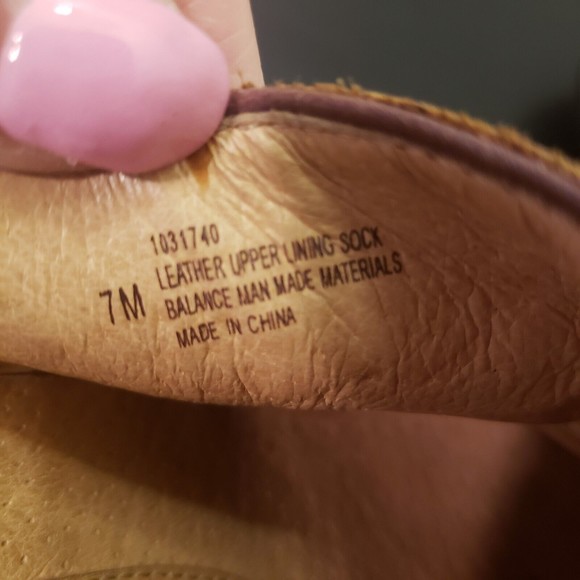 1031740
LEATHER UPPER LINING SOCK
7M BALANCE MAN MADE MATERIALS
MADE IN CHINA